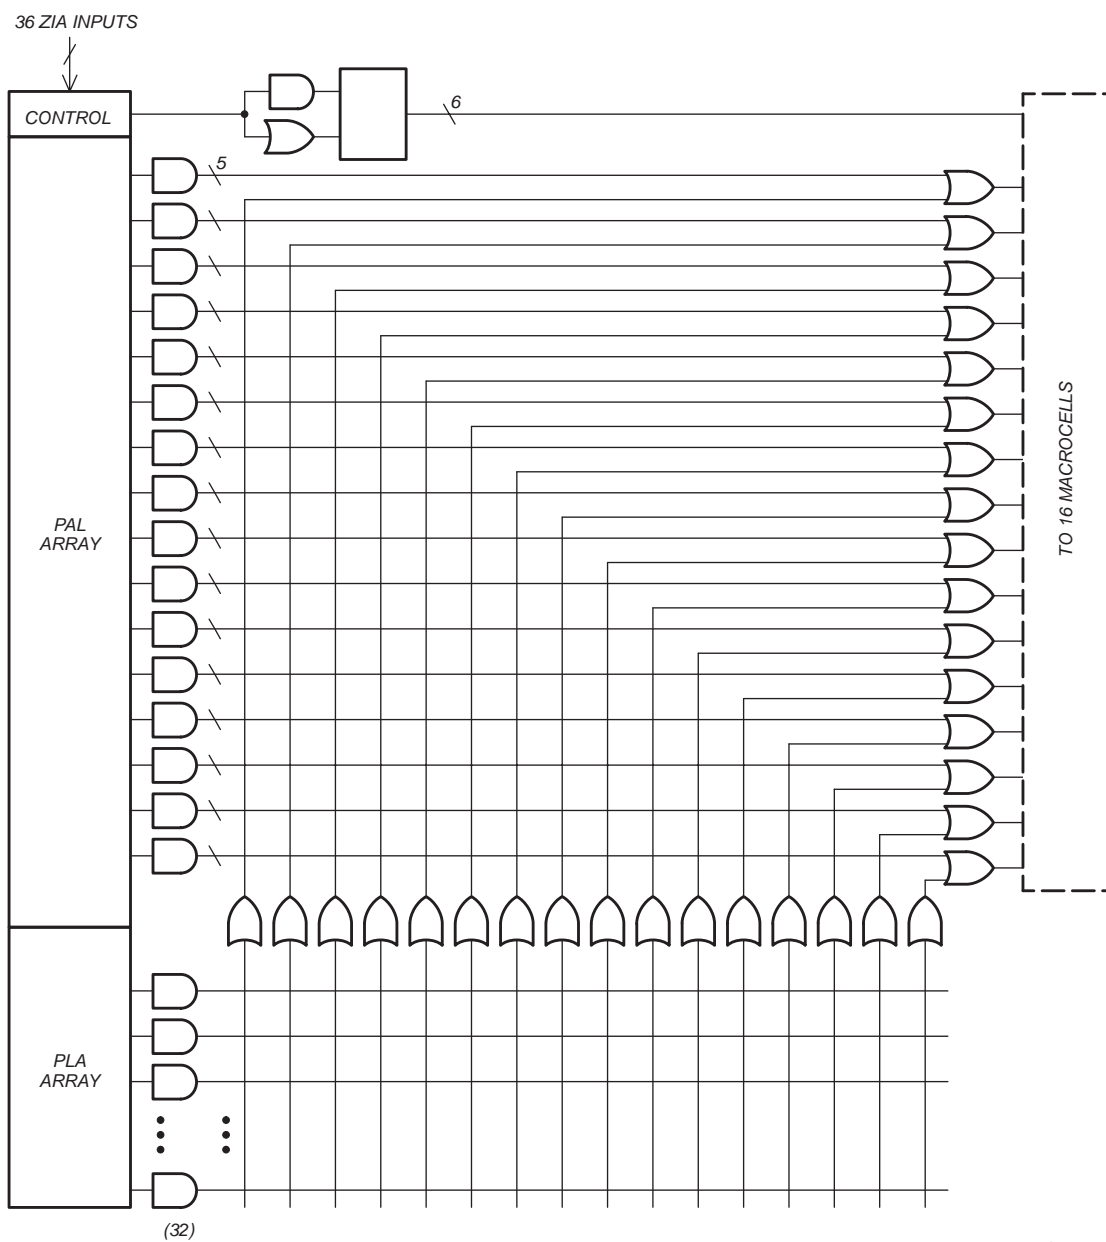 36 ZIA INPUTS
CONTROL
6
5
PAL
ARRAY
TO 16 MACROCELLS
PLA
ARRAY
(32)